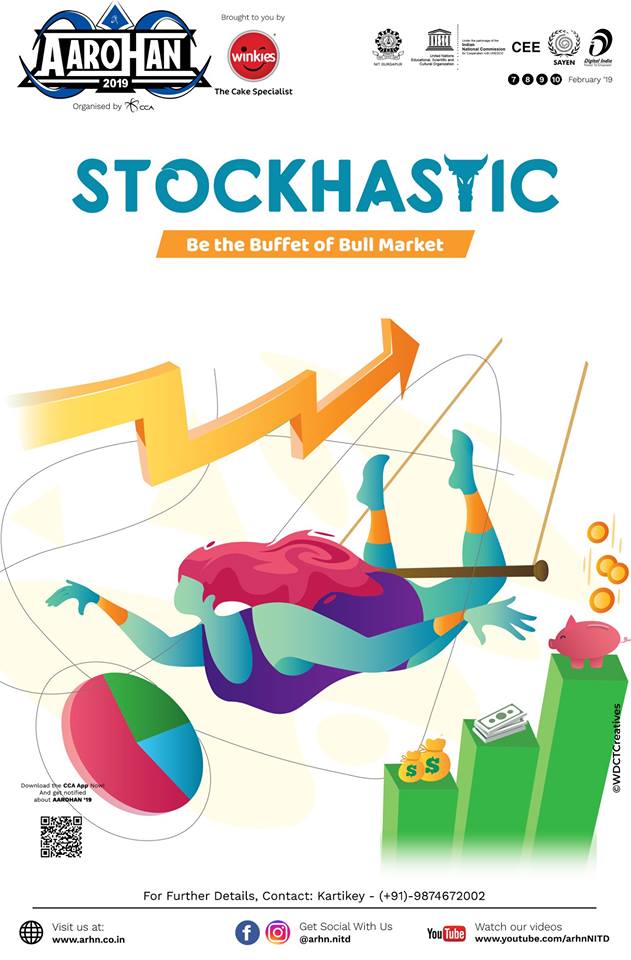 AAROHAN
2019
Organised by CCA
Brought to you by
winkies
The Cake Specialist
NIT DURGAPUR
UNESCO
United Nations
Educational, Scientific and
Cultural Organization
Under the patronage of the
Indian
National Commission
for Cooperation with UNESCO
CEE
SAYEN
Digital India
Power To Empower
7 8 9 10 February '19
STOCKHASTIC
Be the Buffet of Bull Market
$ $
©WDCTCreatives
Download the CCA App Now!
And get notified
about AAROHAN '19
For Further Details, Contact: Kartikey - (+91)-9874672002
Visit us at:
www.arhn.co.in
Get Social With Us
@arhn.nitd
YouTube
Watch our videos
www.youtube.com/arhnNITD